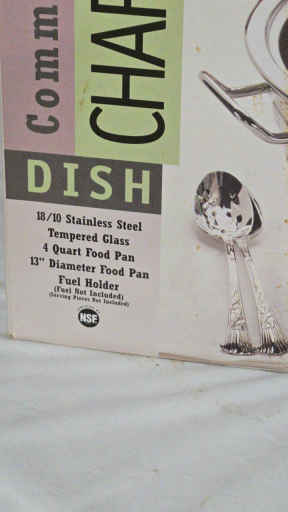 Comm
CHAF
DISH
18/10 Stainless Steel
Tempered Glass
4 Quart Food Pan
13" Diameter Food Pan
Fuel Holder
(Fuel Not Included)
(Serving Pieces Not Included)
NSF